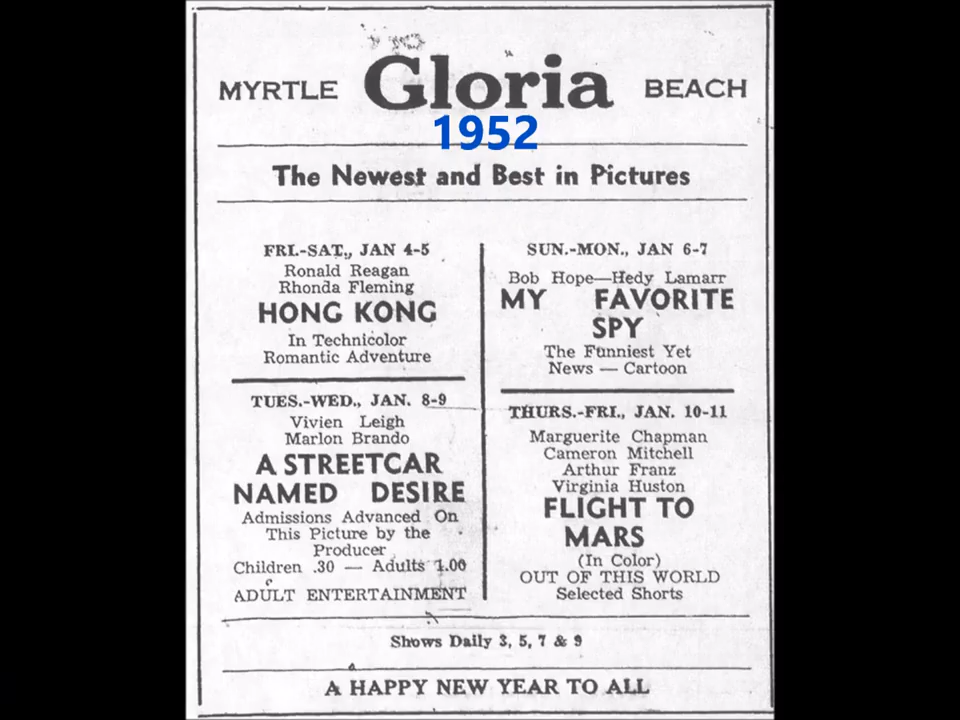 MYRTLE Gloria BEACH
1952
The Newest and Best in Pictures
FRI.-SAT., JAN 4-5
Ronald Reagan
Rhonda Fleming
HONG KONG
In Technicolor
Romantic Adventure
TUES.-WED., JAN. 8-9
Vivien Leigh
Marlon Brando
A STREETCAR
NAMED DESIRE
Admissions Advanced On
This Picture by the
Producer
Children .30 — Adults 1.00
ADULT ENTERTAINMENT
SUN.-MON., JAN 6-7
Bob Hope—Hedy Lamarr
MY FAVORITE
SPY
The Funniest Yet
News — Cartoon
THURS.-FRI., JAN. 10-11
Marguerite Chapman
Cameron Mitchell
Arthur Franz
Virginia Huston
FLIGHT TO
MARS
(In Color)
OUT OF THIS WORLD
Selected Shorts
Shows Daily 3, 5, 7 & 9
A HAPPY NEW YEAR TO ALL